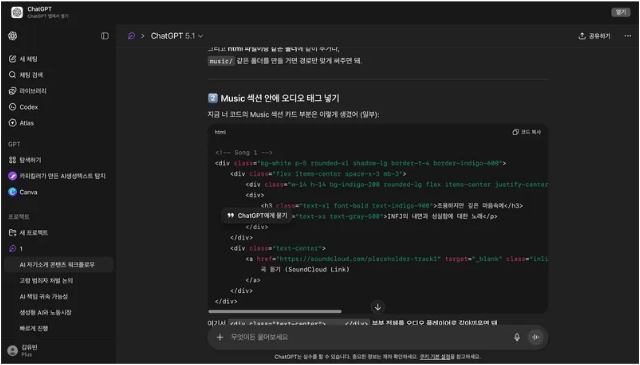 ChatGPT
ChatGPT 앱에서 열기
열기
ChatGPT 5.1
공유하기
새 채팅
채팅 검색
라이브러리
Codex
Atlas
GPT
탐색하기
카피킬러가 만든 AI생성텍스트 탐지
Canva
프로젝트
새 프로젝트
1
AI 자기소개 콘텐츠 워크플로우
고령 범죄자 처벌 논의
AI 책임 귀속 가능성
생성형 AI와 노동시장
빠르게 진행
김유빈
Plus
그리고 html 파일이랑 같은 폴더에 같이 두거나,
music/ 같은 폴더를 만들 거면 경로만 맞게 써주면 돼.
2 Music 섹션 안에 오디오 태그 넣기
지금 너 코드의 Music 섹션 카드 부분은 이렇게 생겼어 (일부):
html
코드 복사
<!-- Song 1 -->
<div class="bg-white p-5 rounded-xl shadow-lg border-t-4 border-indigo-600">
<div class="flex items-center space-x-3 mb-3">
<div class="w-14 h-14 bg-indigo-200 rounded-lg flex items-center justify-center
<div>
<h3 class="text-xl font-bold text-indigo-900">조용하지만 깊은 마음속에</h3>
="text-xs text-gray-500">INFJ의 내면과 성실함에 대한 노래</p>
ChatGPT에게 묻기
</div>
</div>
<div class="text-center">
<a href="https://soundcloud.com/placeholder-track1" target="_blank" class="inli
곡 듣기 (SoundCloud Link)
</a>
</div>
</div>
여기서 <div class="text-center"> ... </div> 부분 전체를 오디오 플레이어로 갈아끼우면 돼.
무엇이든 물어보세요
ChatGPT는 실수를 할 수 있습니다. 중요한 정보는 재차 확인하세요. 쿠키 기본 설정을 참고하세요.